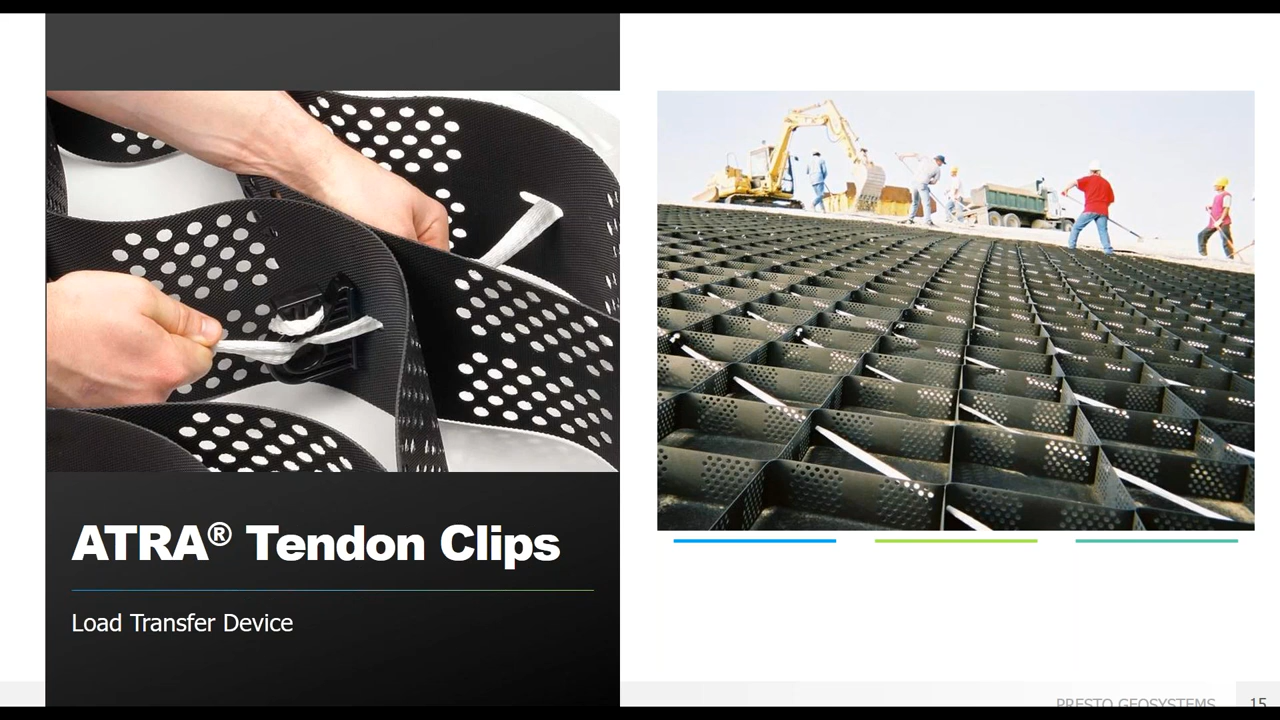 ATRA® Tendon Clips
Load Transfer Device
PRESTO GEOSYSTEMS
15